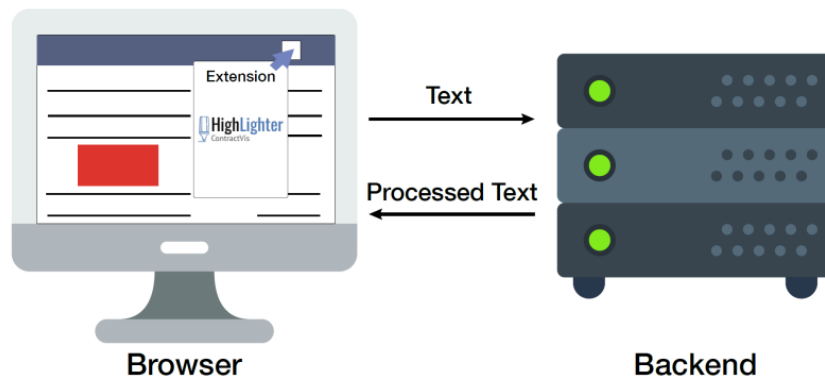 Extension
HighLighter
ContractVis
Text
Processed Text
Browser
Backend